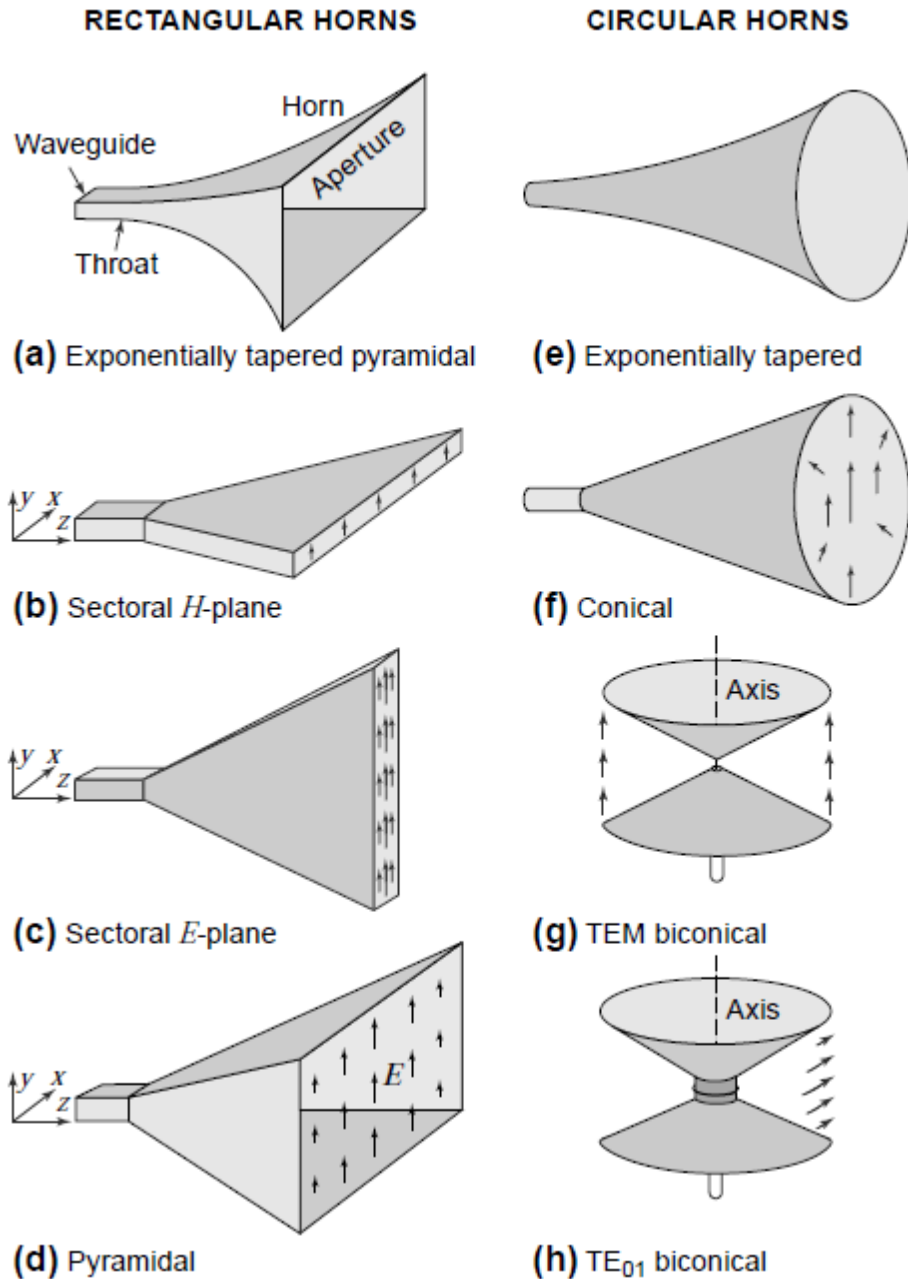 RECTANGULAR HORNS
CIRCULAR HORNS
Horn
Waveguide
Aperture
Throat
(a) Exponentially tapered pyramidal
(e) Exponentially tapered
y x
z
(b) Sectoral H-plane
(f) Conical
y x
z
Axis
(c) Sectoral E-plane
(g) TEM biconical
Axis
y x
z
E
(d) Pyramidal
(h) TE₀₁ biconical